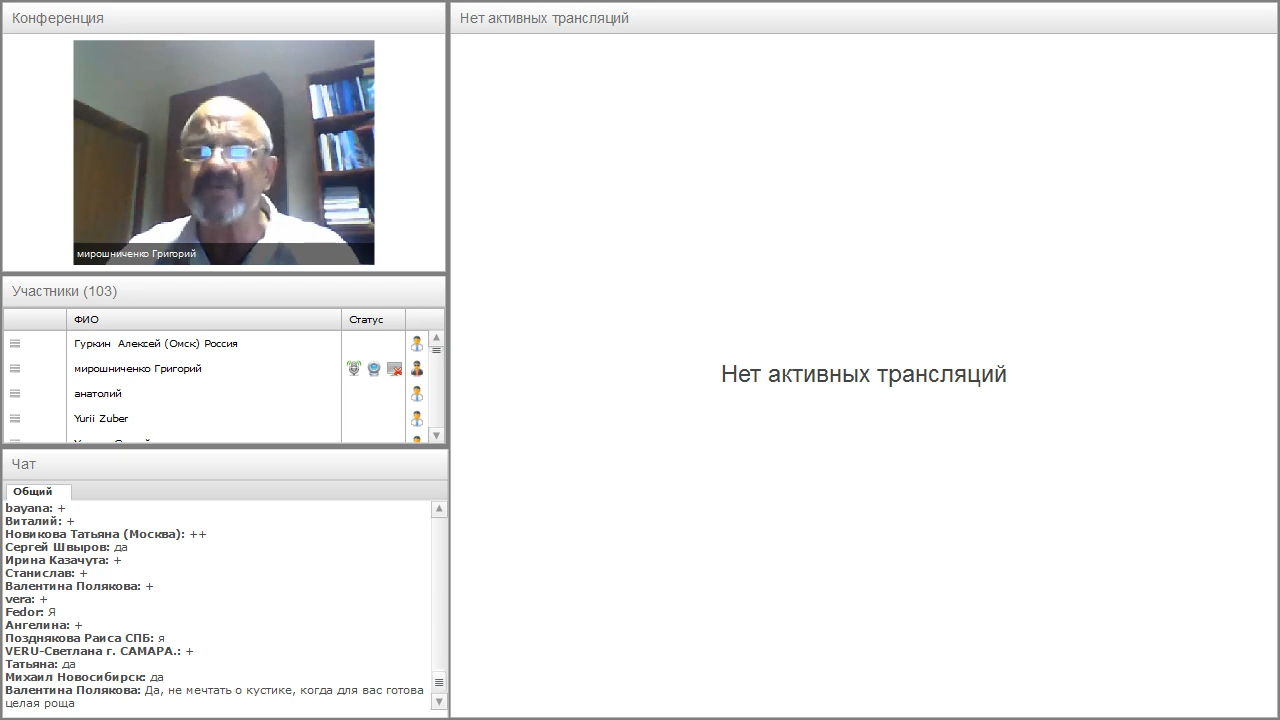 Конференция
мирошниченко Григорий
Участники (103)
ФИО Статус
Гуркин Алексей (Омск) Россия
мирошниченко Григорий
анатолий
Yurii Zuber
Чат
Общий
bayana: +
Виталий: +
Новикова Татьяна (Москва): ++
Сергей Швыров: да
Ирина Казачута: +
Станислав: +
Валентина Полякова: +
vera: +
Fedor: Я
Ангелина: +
Позднякова Раиса СПБ: я
VERU-Светлана г. САМАРА.: +
Татьяна: да
Михаил Новосибирск: да
Валентина Полякова: Да, не мечтать о кустике, когда для вас готова
целая роща
Нет активных трансляций
Нет активных трансляций